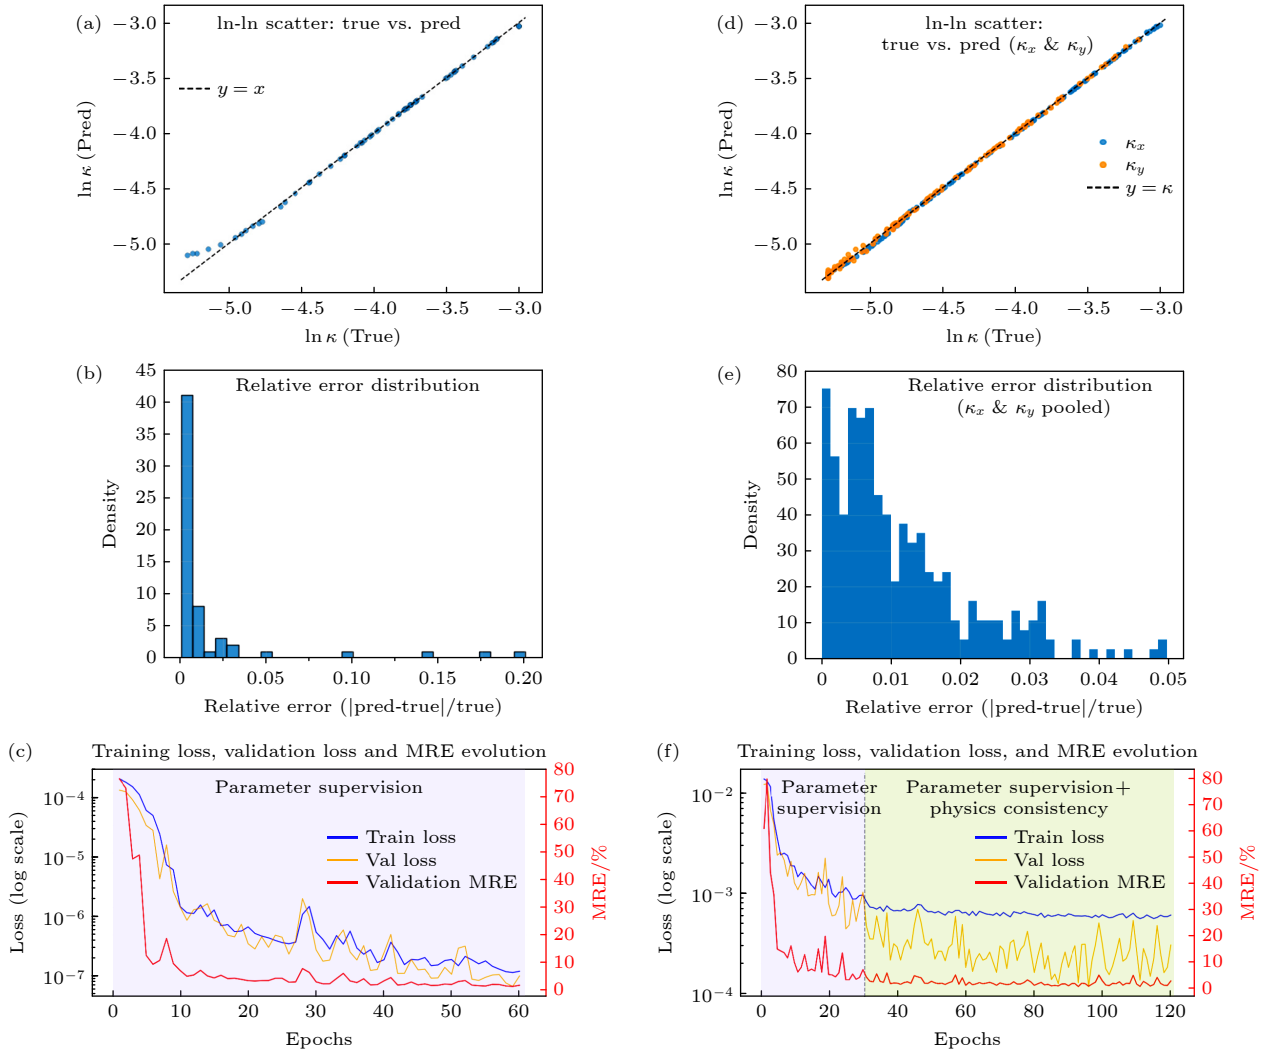 (a)
ln-ln scatter: true vs. pred
y = x
ln κ (Pred)
−3.0
−3.5
−4.0
−4.5
−5.0
−5.0 −4.5 −4.0 −3.5 −3.0
ln κ (True)
(d)
ln-ln scatter:
true vs. pred (κx & κy)
κx
κy
y = κ
ln κ (Pred)
−3.0
−3.5
−4.0
−4.5
−5.0
−5.0 −4.5 −4.0 −3.5 −3.0
ln κ (True)
(b)
Relative error distribution
Density
45
40
35
30
25
20
15
10
5
0
0 0.05 0.10 0.15 0.20
Relative error (|pred-true|/true)
(e)
Relative error distribution
(κx & κy pooled)
Density
80
70
60
50
40
30
20
10
0
0 0.01 0.02 0.03 0.04 0.05
Relative error (|pred-true|/true)
(c)
Training loss, validation loss and MRE evolution
Parameter supervision
Train loss
Val loss
Validation MRE
Loss (log scale)
10−4
10−5
10−6
10−7
MRE/%
80
70
60
50
40
30
20
10
0
0 10 20 30 40 50 60
Epochs
(f)
Training loss, validation loss, and MRE evolution
Parameter
supervision
Parameter supervision+
physics consistency
Train loss
Val loss
Validation MRE
Loss (log scale)
10−2
10−3
10−4
MRE/%
80
70
60
50
40
30
20
10
0
0 20 40 60 80 100 120
Epochs